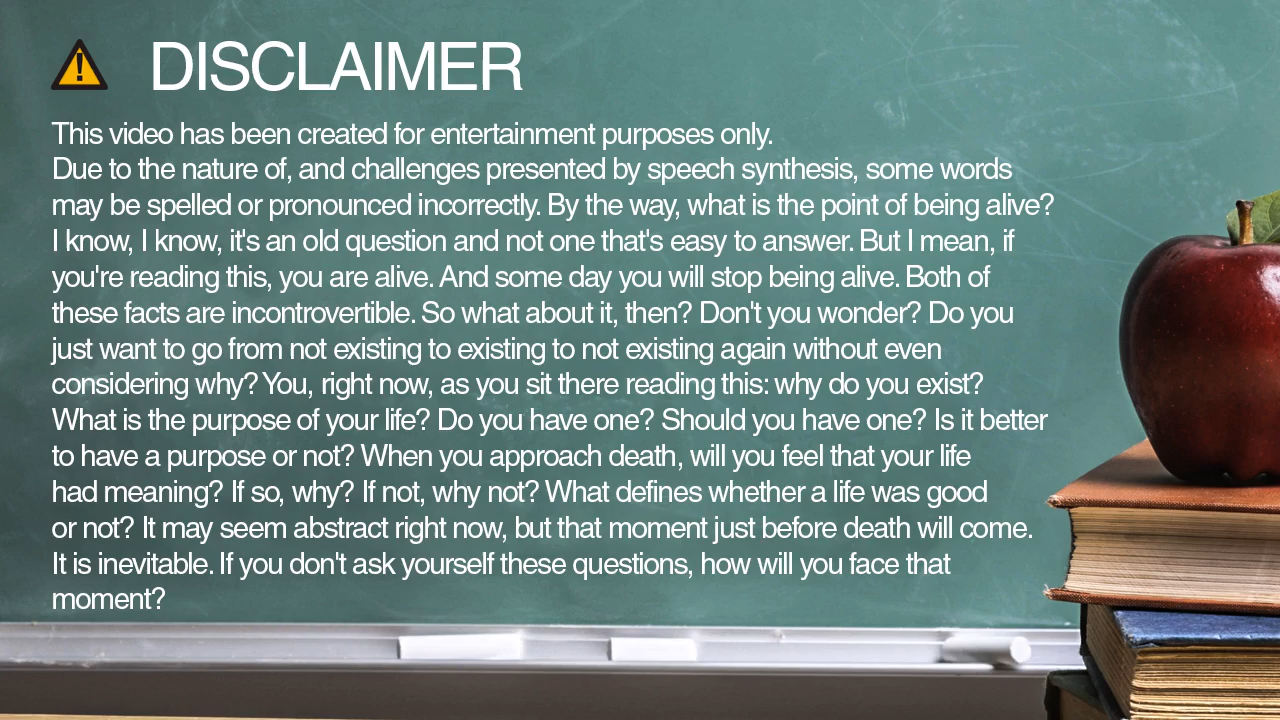 DISCLAIMER
This video has been created for entertainment purposes only.
Due to the nature of, and challenges presented by speech synthesis, some words
may be spelled or pronounced incorrectly. By the way, what is the point of being alive?
I know, I know, it's an old question and not one that's easy to answer. But I mean, if
you're reading this, you are alive. And some day you will stop being alive. Both of
these facts are incontrovertible. So what about it, then? Don't you wonder? Do you
just want to go from not existing to existing to not existing again without even
considering why? You, right now, as you sit there reading this: why do you exist?
What is the purpose of your life? Do you have one? Should you have one? Is it better
to have a purpose or not? When you approach death, will you feel that your life
had meaning? If so, why? If not, why not? What defines whether a life was good
or not? It may seem abstract right now, but that moment just before death will come.
It is inevitable. If you don't ask yourself these questions, how will you face that
moment?